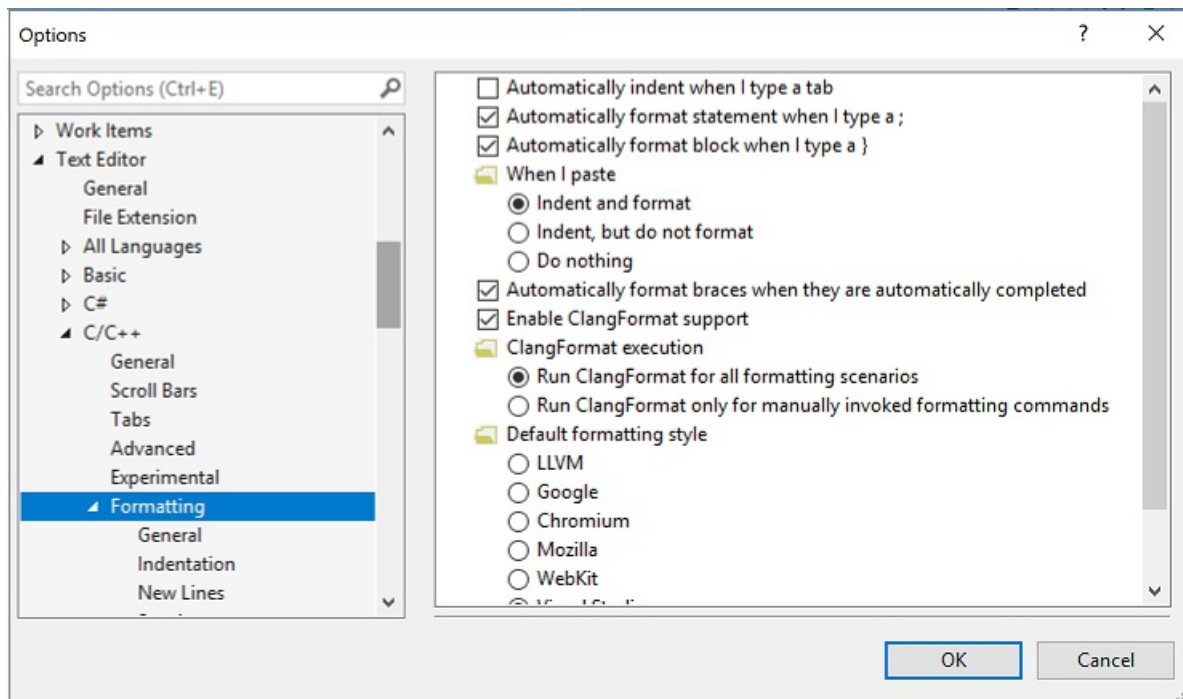 Options
?
Search Options (Ctrl+E)
Work Items
Text Editor
General
File Extension
All Languages
Basic
C#
C/C++
General
Scroll Bars
Tabs
Advanced
Experimental
Formatting
General
Indentation
New Lines
Automatically indent when I type a tab
Automatically format statement when I type a ;
Automatically format block when I type a }
When I paste
Indent and format
Indent, but do not format
Do nothing
Automatically format braces when they are automatically completed
Enable ClangFormat support
ClangFormat execution
Run ClangFormat for all formatting scenarios
Run ClangFormat only for manually invoked formatting commands
Default formatting style
LLVM
Google
Chromium
Mozilla
WebKit
OK
Cancel